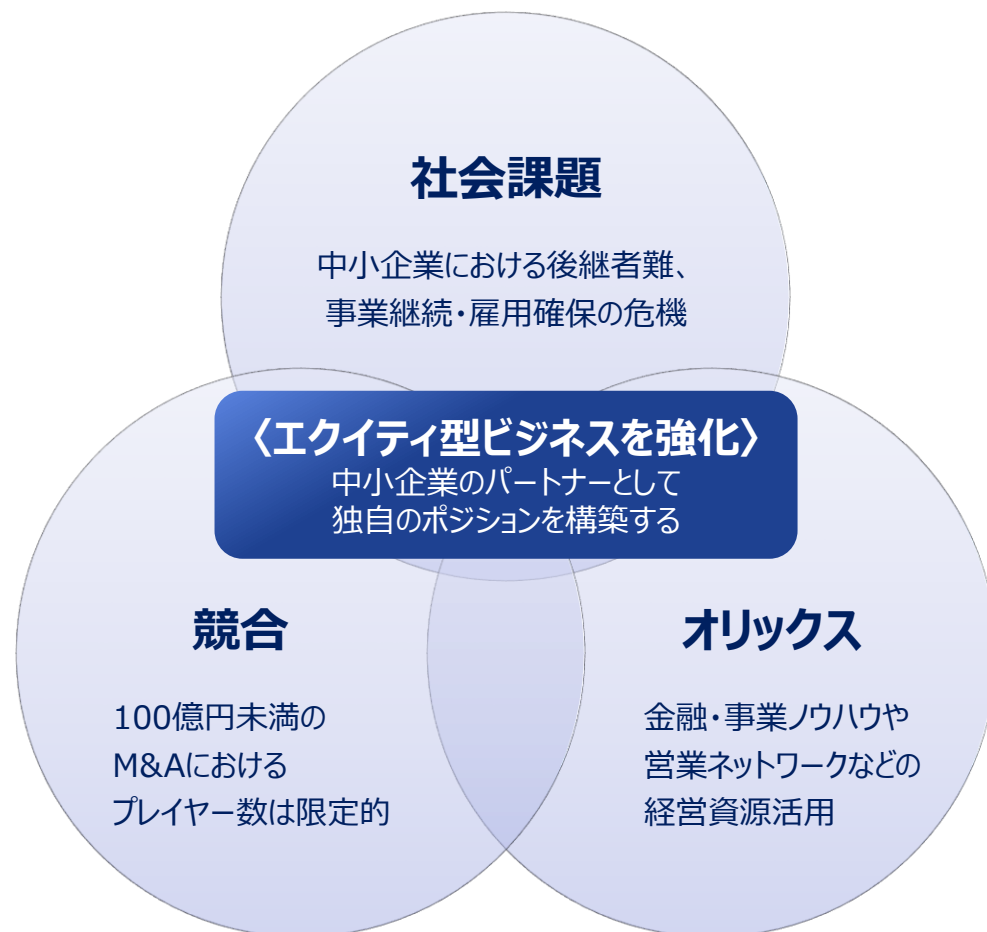 社会課題
中小企業における後継者難、
事業継続・雇用確保の危機
〈エクイティ型ビジネスを強化〉
中小企業のパートナーとして
独自のポジションを構築する
競合
100億円未満の
M&Aにおける
プレイヤー数は限定的
オリックス
金融・事業ノウハウや
営業ネットワークなどの
経営資源活用